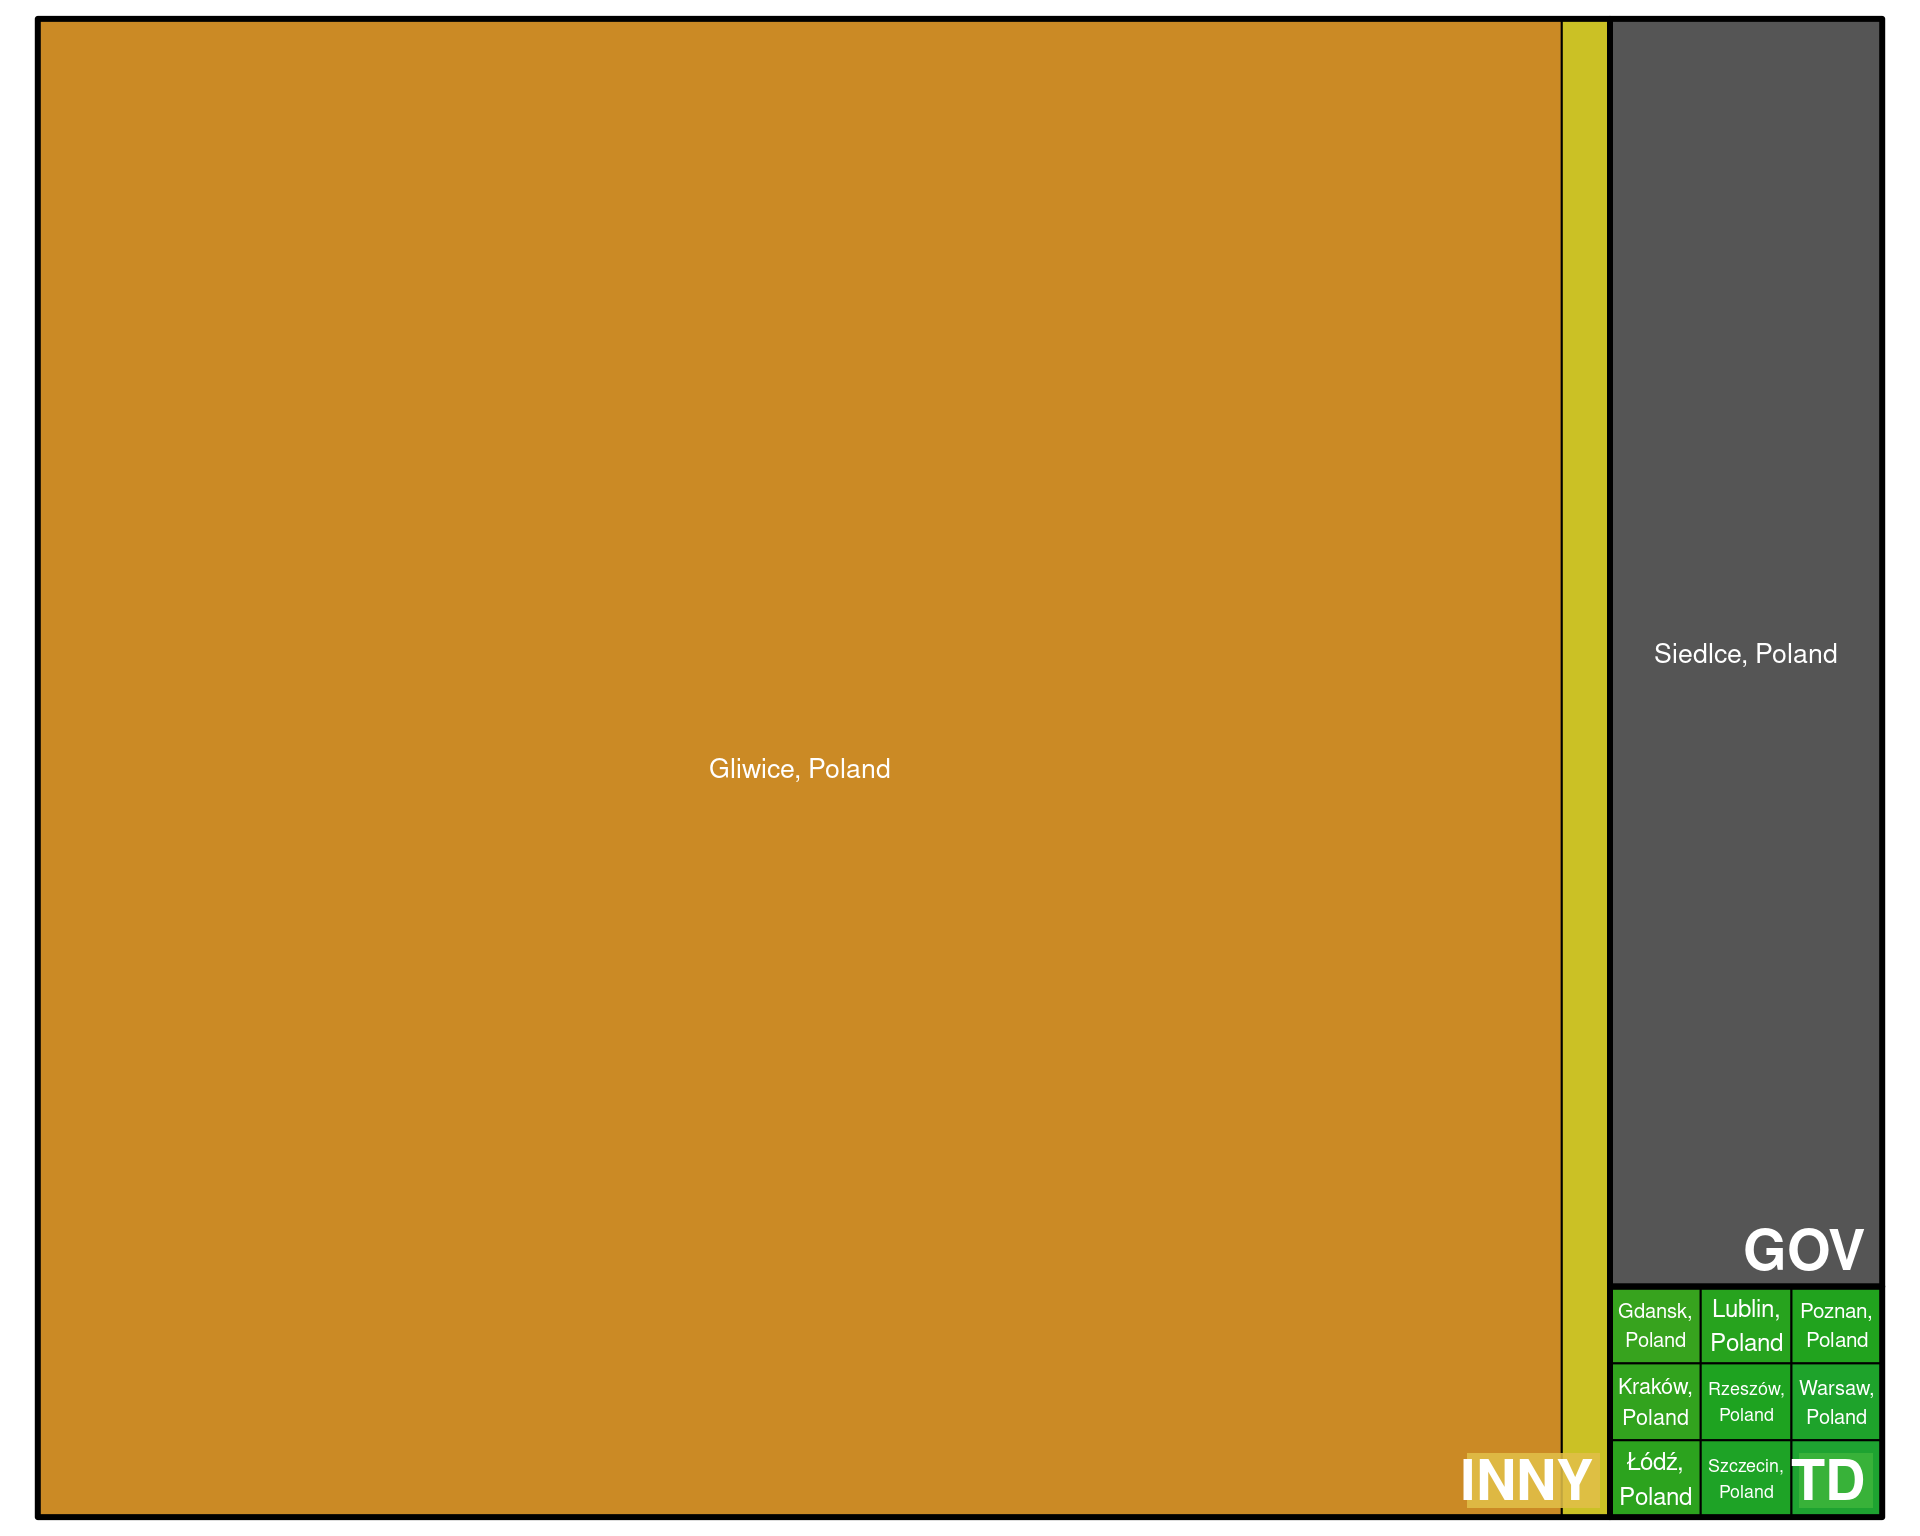 Gliwice, Poland
INNY
Siedlce, Poland
GOV
Gdansk,
Poland
Lublin,
Poland
Poznan,
Poland
Kraków,
Poland
Rzeszów,
Poland
Warsaw,
Poland
Łódź,
Poland
Szczecin,
Poland
TD